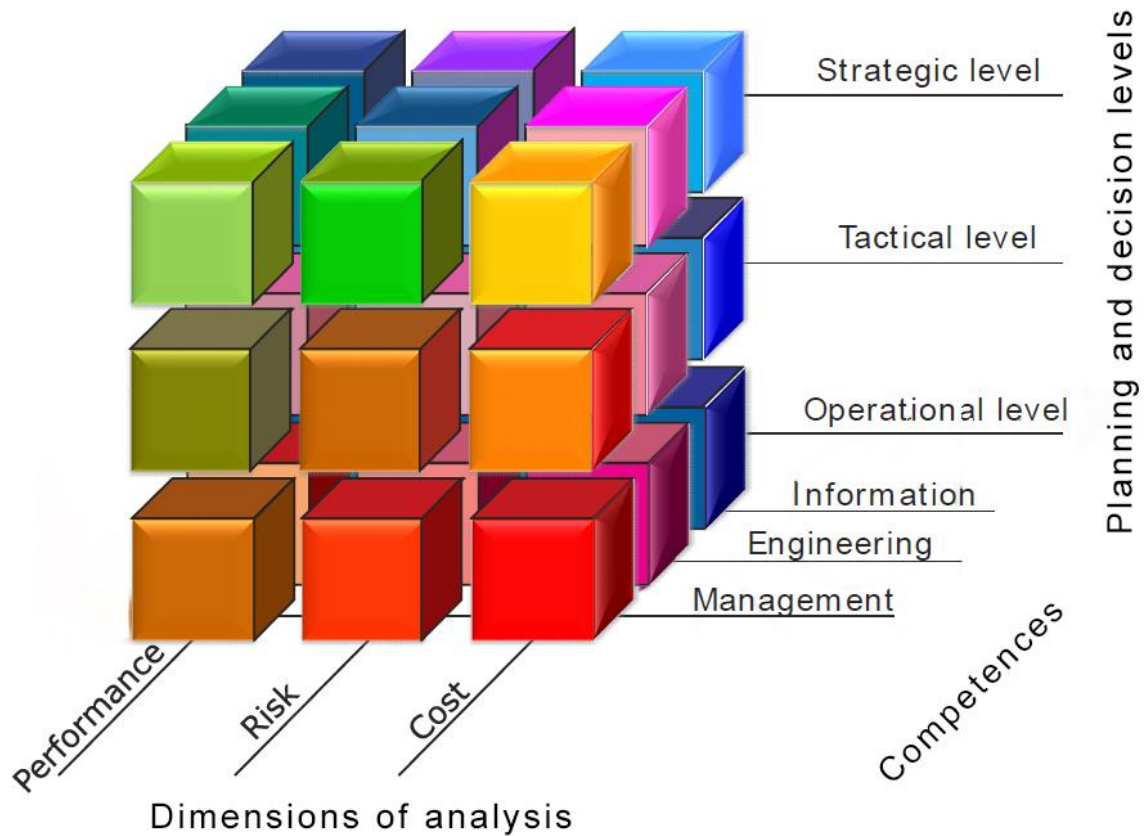 Strategic level
Tactical level
Operational level
Information
Engineering
Management
Performance
Risk
Cost
Dimensions of analysis
Competences
Planning and decision levels